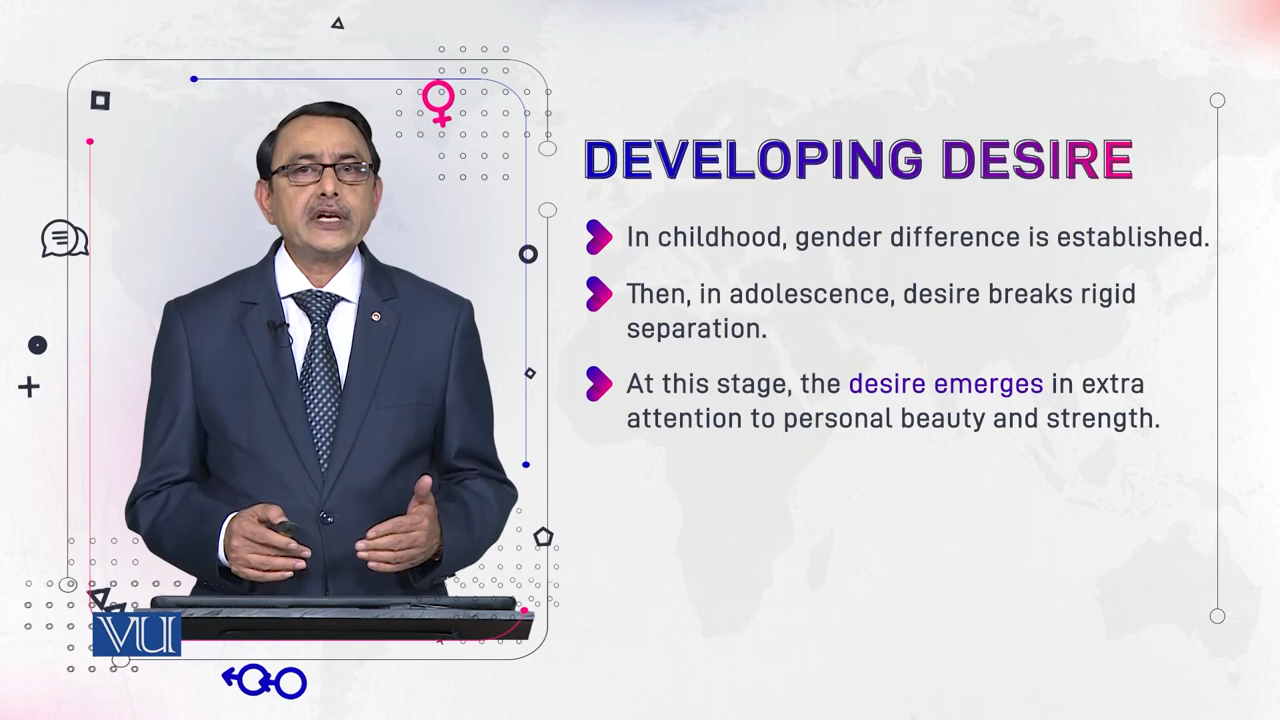 DEVELOPING DESIRE
In childhood, gender difference is established.
Then, in adolescence, desire breaks rigid
separation.
At this stage, the desire emerges in extra
attention to personal beauty and strength.
VU